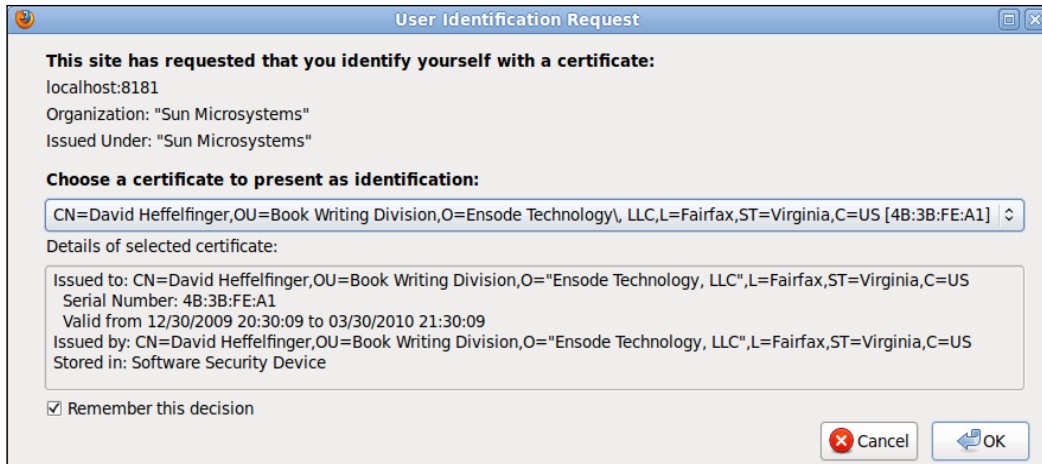 User Identification Request
This site has requested that you identify yourself with a certificate:
localhost:8181
Organization: "Sun Microsystems"
Issued Under: "Sun Microsystems"
Choose a certificate to present as identification:
CN=David Heffelfinger,OU=Book Writing Division,O=Ensode Technology\, LLC,L=Fairfax,ST=Virginia,C=US [4B:3B:FE:A1]
Details of selected certificate:
Issued to: CN=David Heffelfinger,OU=Book Writing Division,O="Ensode Technology, LLC",L=Fairfax,ST=Virginia,C=US
Serial Number: 4B:3B:FE:A1
Valid from 12/30/2009 20:30:09 to 03/30/2010 21:30:09
Issued by: CN=David Heffelfinger,OU=Book Writing Division,O="Ensode Technology, LLC",L=Fairfax,ST=Virginia,C=US
Stored in: Software Security Device
Remember this decision
Cancel OK